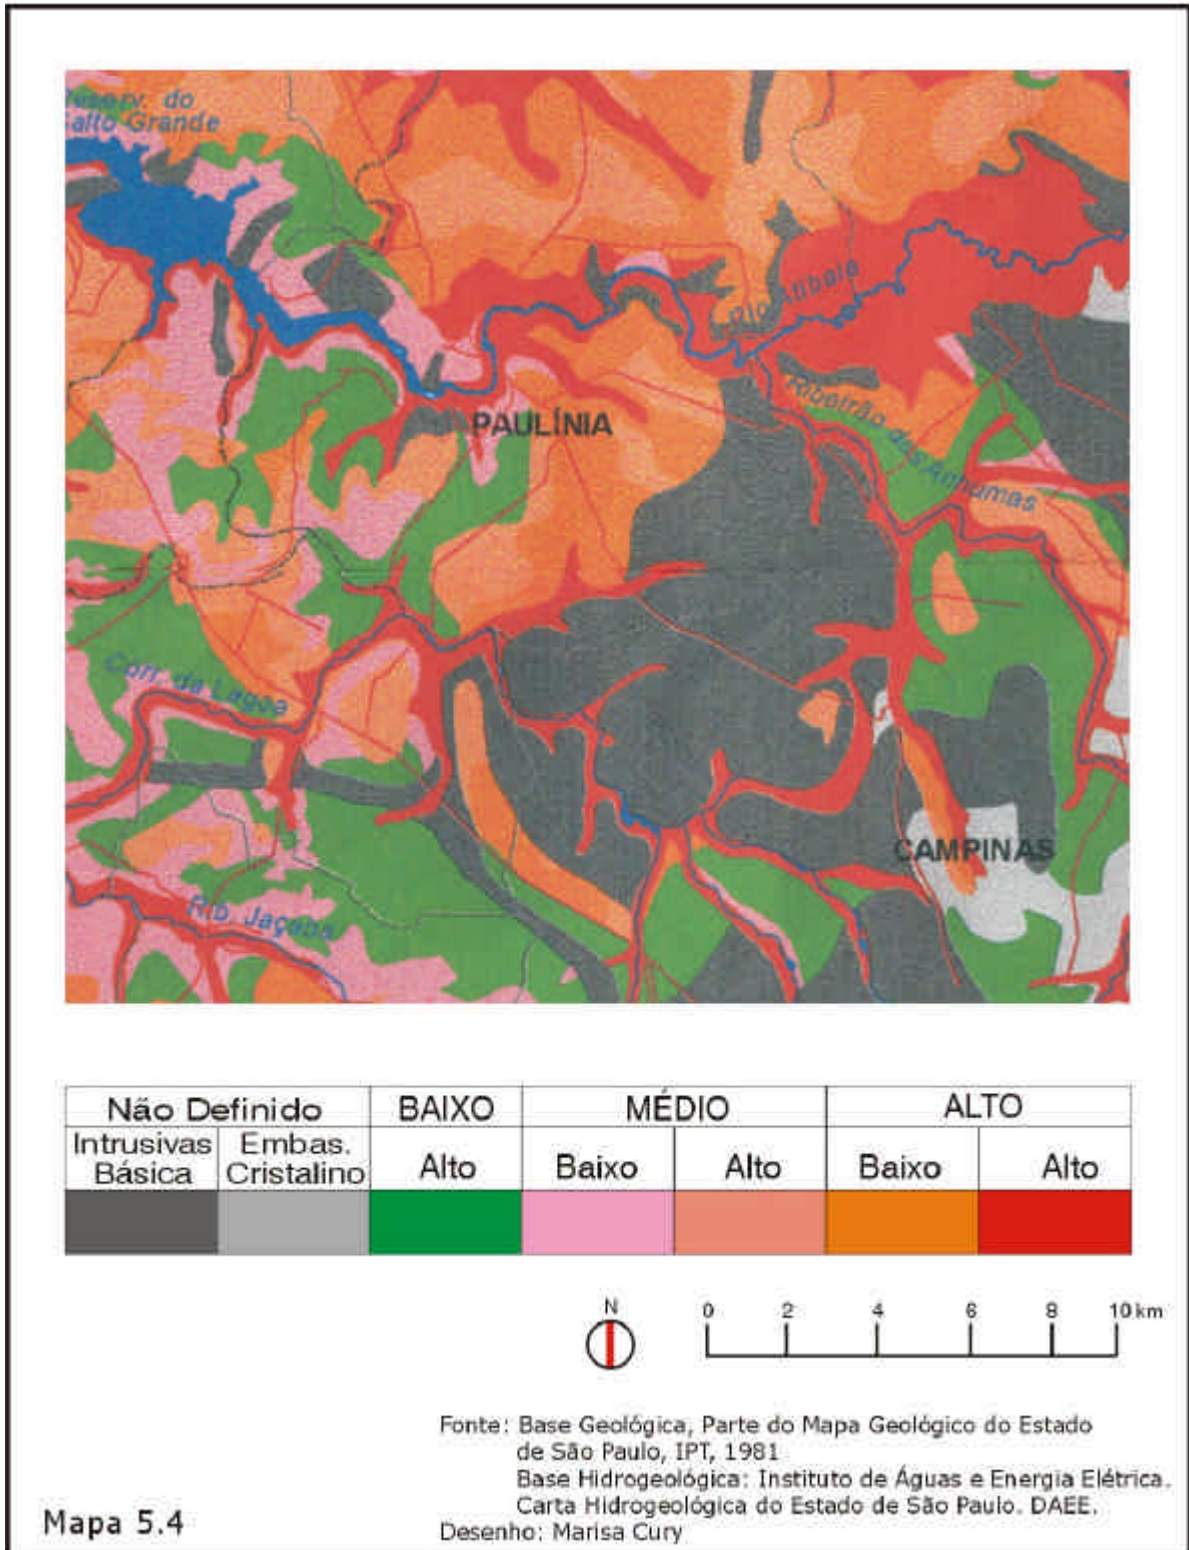 Reserv. do
Salto Grande
Rio Atibaia
Ribeirão das Anhumas
PAULÍNIA
Corr. da Lagoa
CAMPINAS
Rib. Jaçaba
Não Definido BAIXO MÉDIO ALTO
Intrusivas Básica Embas. Cristalino Alto Baixo Alto Baixo Alto
N
0 2 4 6 8 10 km
Fonte: Base Geológica, Parte do Mapa Geológico do Estado
de São Paulo, IPT, 1981
Base Hidrogeológica: Instituto de Águas e Energia Elétrica.
Carta Hidrogeológica do Estado de São Paulo. DAEE.
Mapa 5.4
Desenho: Marisa Cury